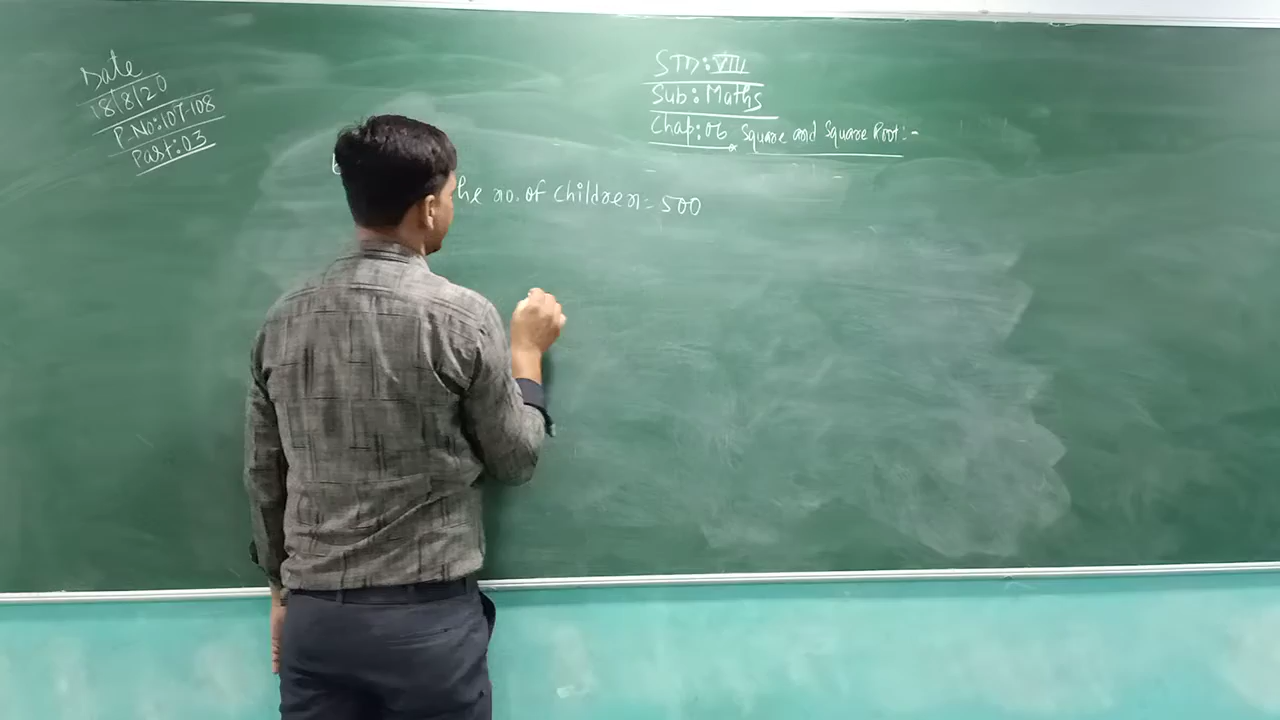 Date
18/8/20
P.No:107-108
Part:03
STD:VIII
Sub:Maths
Chap:06 Square and Square Root:-
he no. of children = 500